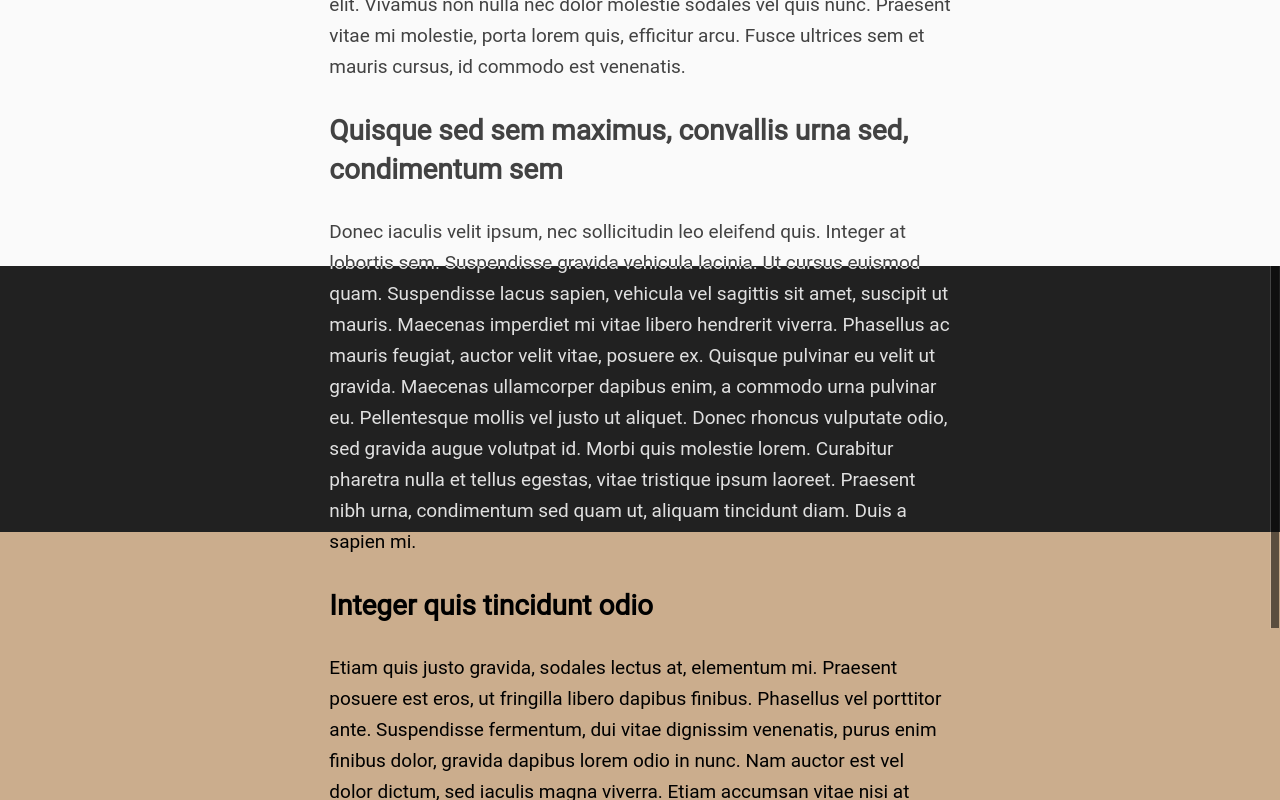 elit. Vivamus non nulla nec dolor molestie sodales vel quis nunc. Praesent
vitae mi molestie, porta lorem quis, efficitur arcu. Fusce ultrices sem et
mauris cursus, id commodo est venenatis.
Quisque sed sem maximus, convallis urna sed,
condimentum sem
Donec iaculis velit ipsum, nec sollicitudin leo eleifend quis. Integer at
lobortis sem. Suspendisse gravida vehicula lacinia. Ut cursus euismod
quam. Suspendisse lacus sapien, vehicula vel sagittis sit amet, suscipit ut
mauris. Maecenas imperdiet mi vitae libero hendrerit viverra. Phasellus ac
mauris feugiat, auctor velit vitae, posuere ex. Quisque pulvinar eu velit ut
gravida. Maecenas ullamcorper dapibus enim, a commodo urna pulvinar
eu. Pellentesque mollis vel justo ut aliquet. Donec rhoncus vulputate odio,
sed gravida augue volutpat id. Morbi quis molestie lorem. Curabitur
pharetra nulla et tellus egestas, vitae tristique ipsum laoreet. Praesent
nibh urna, condimentum sed quam ut, aliquam tincidunt diam. Duis a
sapien mi.
Integer quis tincidunt odio
Etiam quis justo gravida, sodales lectus at, elementum mi. Praesent
posuere est eros, ut fringilla libero dapibus finibus. Phasellus vel porttitor
ante. Suspendisse fermentum, dui vitae dignissim venenatis, purus enim
finibus dolor, gravida dapibus lorem odio in nunc. Nam auctor est vel
dolor dictum, sed iaculis magna viverra. Etiam accumsan vitae nisi at